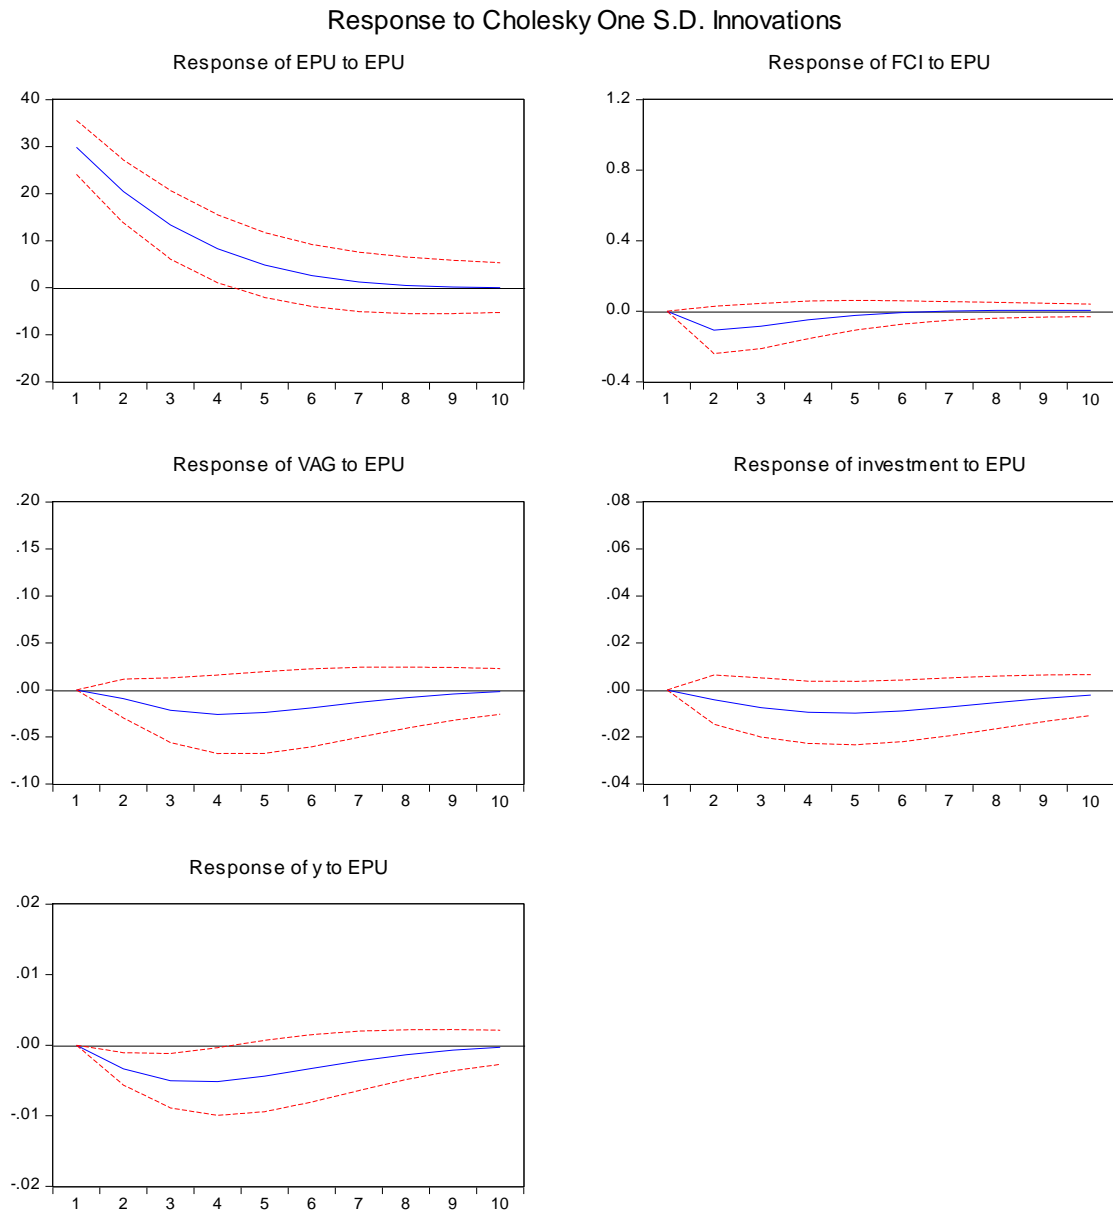 Response to Cholesky One S.D. Innovations
Response of EPU to EPU
40
30
20
10
0
-10
-20
1 2 3 4 5 6 7 8 9 10
Response of FCI to EPU
1.2
0.8
0.4
0.0
-0.4
1 2 3 4 5 6 7 8 9 10
Response of VAG to EPU
.20
.15
.10
.05
.00
-.05
-.10
1 2 3 4 5 6 7 8 9 10
Response of investment to EPU
.08
.06
.04
.02
.00
-.02
-.04
1 2 3 4 5 6 7 8 9 10
Response of y to EPU
.02
.01
.00
-.01
-.02
1 2 3 4 5 6 7 8 9 10